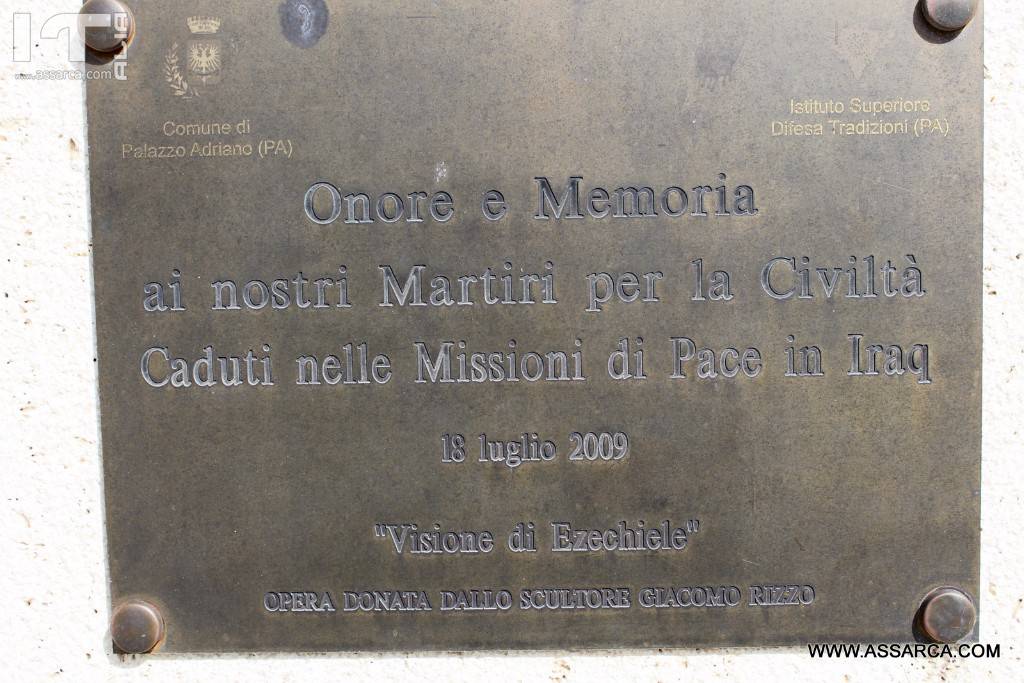 ITALIA
www.assarca.com
Comune di
Palazzo Adriano (PA)
Istituto Superiore
Difesa Tradizioni (PA)
Onore e Memoria
ai nostri Martiri per la Civiltà
Caduti nelle Missioni di Pace in Iraq
18 luglio 2009
"Visione di Ezechiele"
OPERA DONATA DALLO SCULTORE GIACOMO RIZZO
WWW.ASSARCA.COM